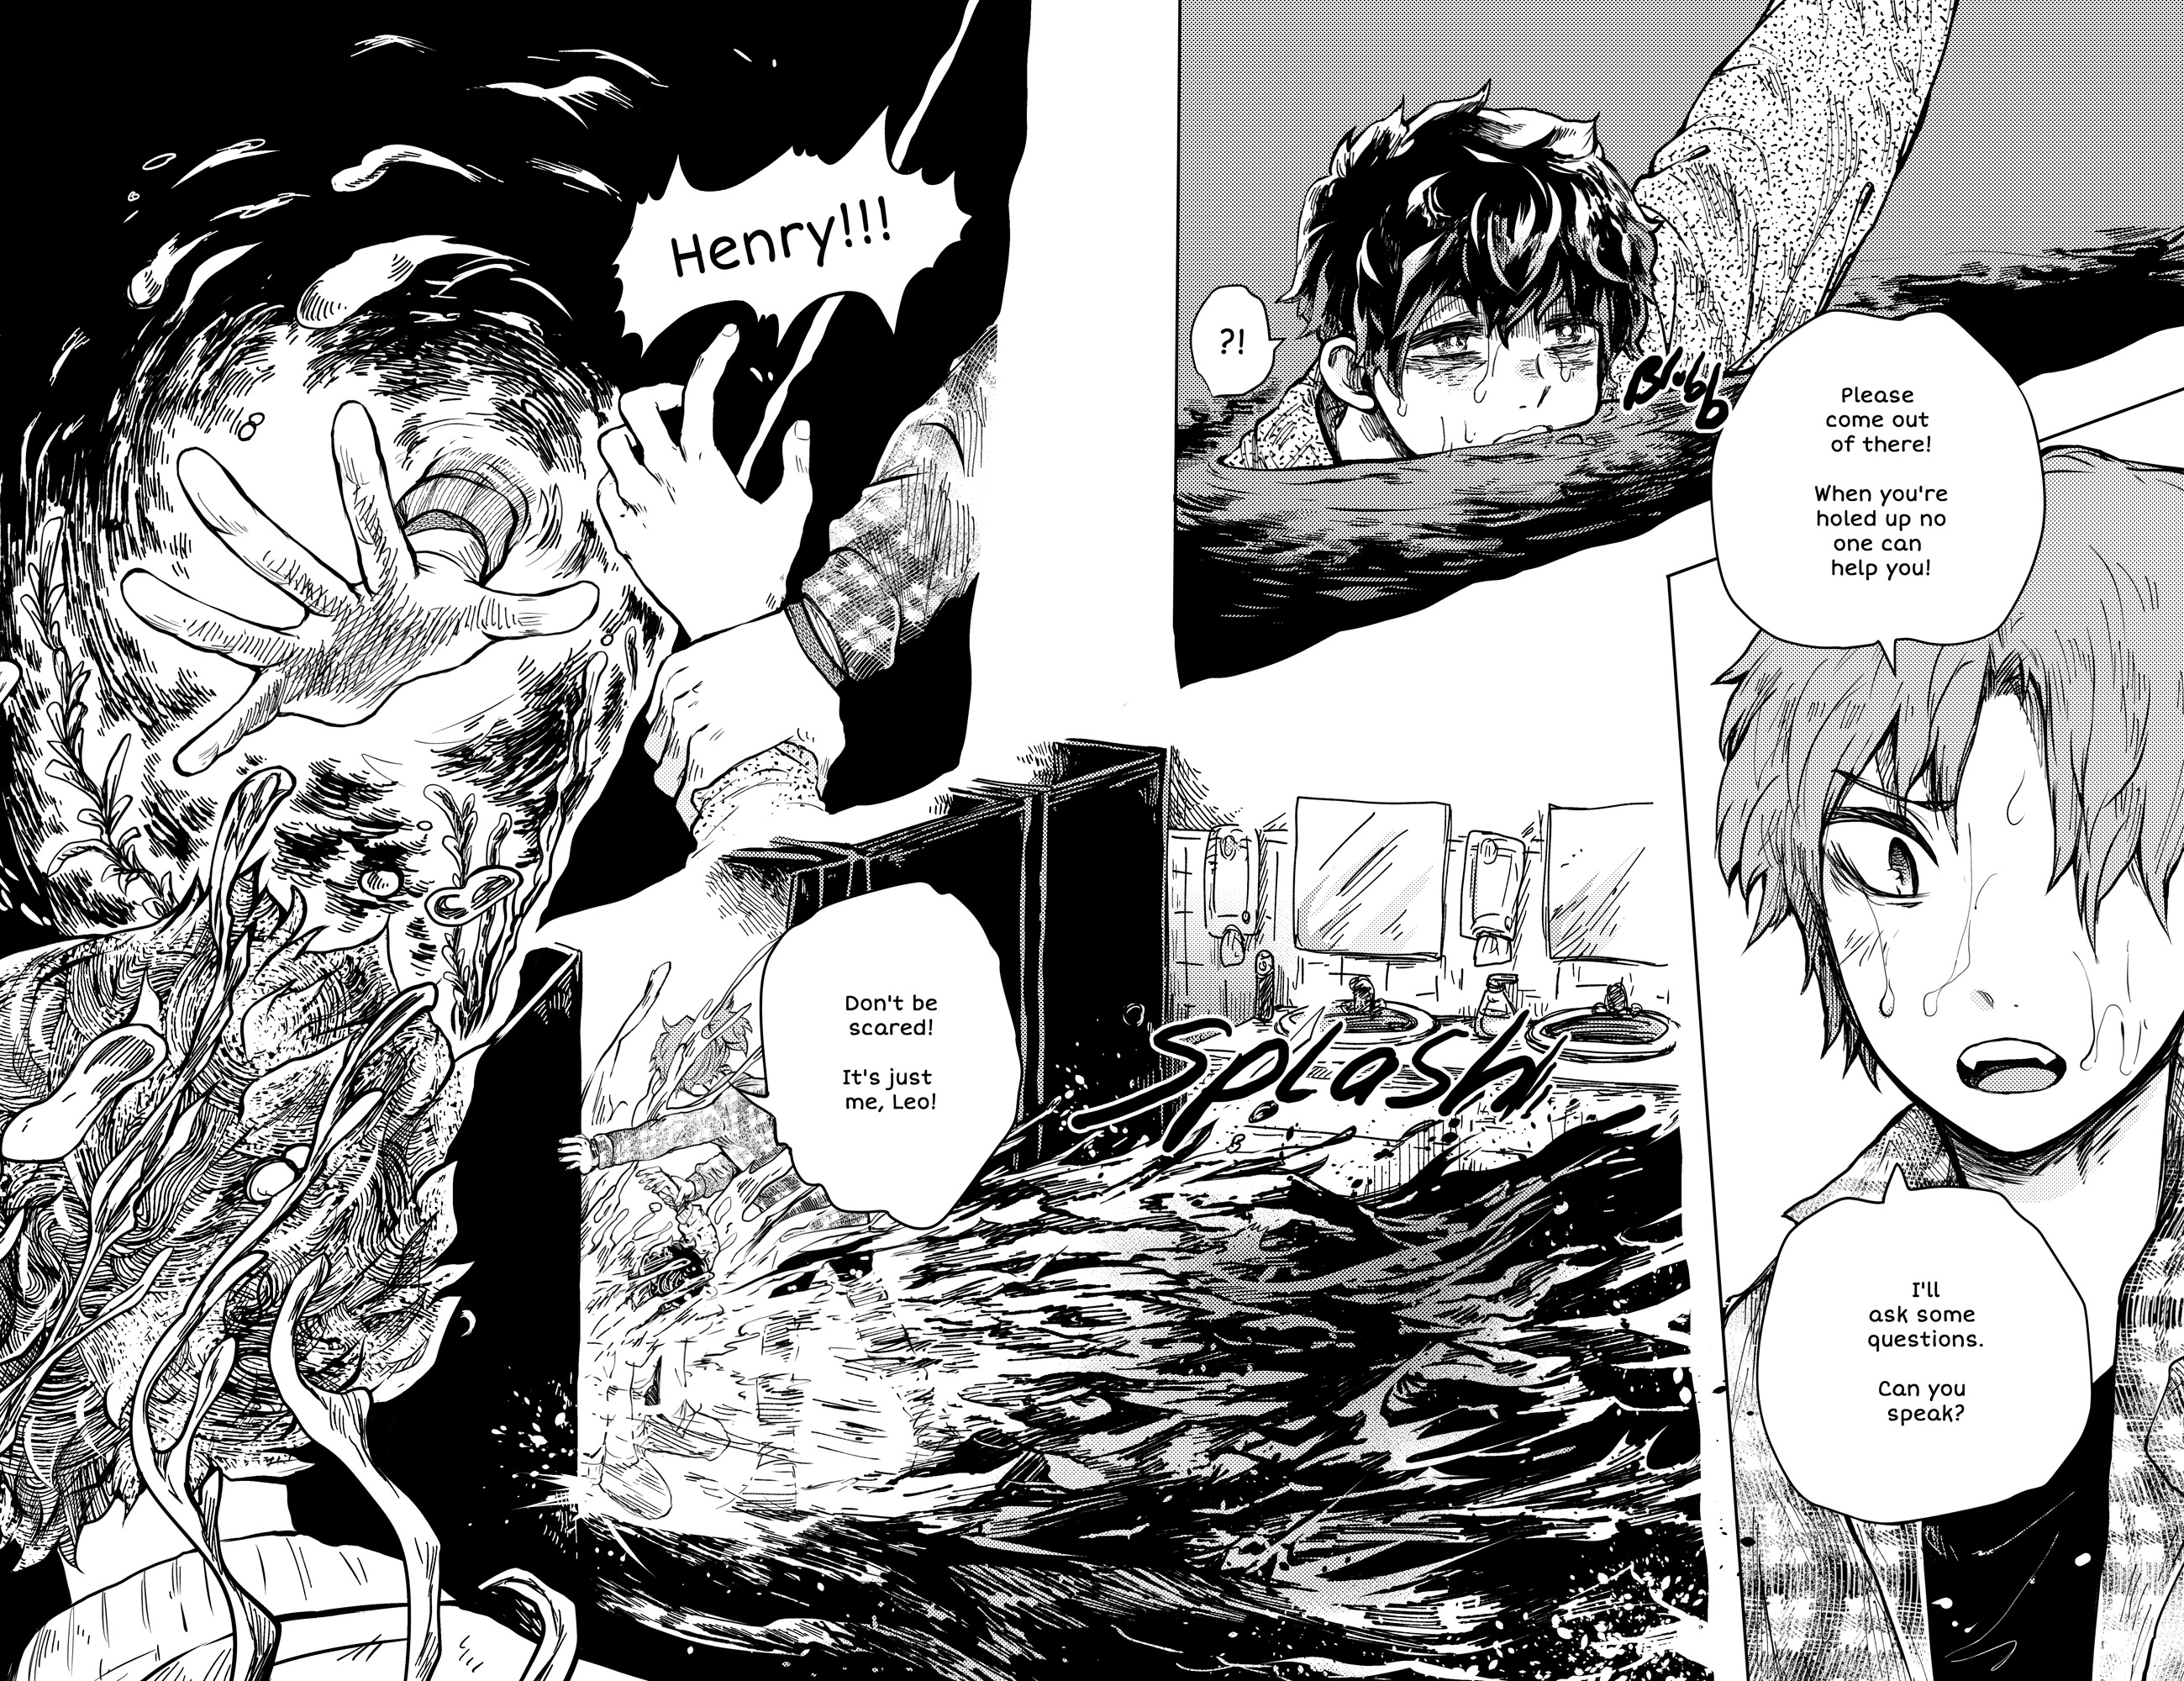 Henry!!!
Don't be
scared!
It's just
me, Leo!
SPLASH
?!
Blubb
Please
come out
of there!
When you're
holed up no
one can
help you!
I'll
ask some
questions.
Can you
speak?